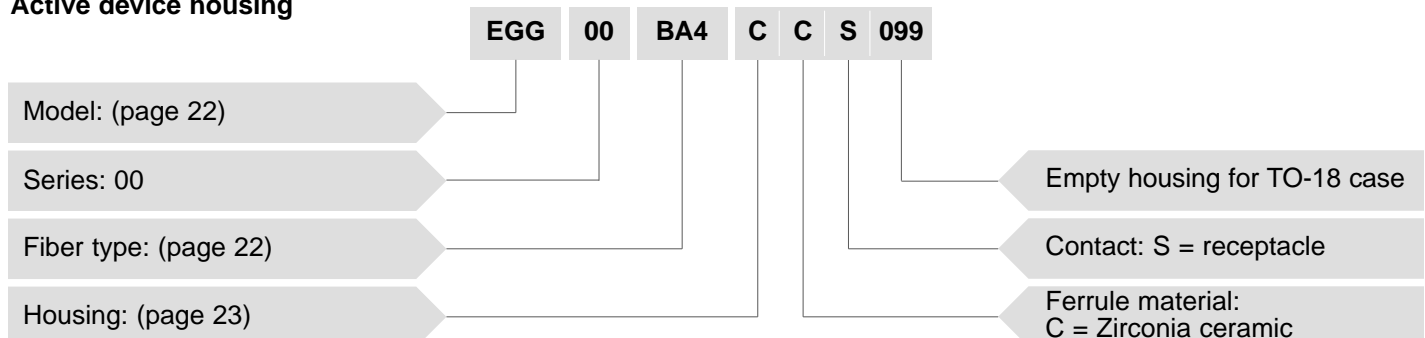 Active device housing
EGG 00 BA4 C C S 099
Model: (page 22)
Series: 00
Fiber type: (page 22)
Housing: (page 23)
Empty housing for TO-18 case
Contact: S = receptacle
Ferrule material:
C = Zirconia ceramic